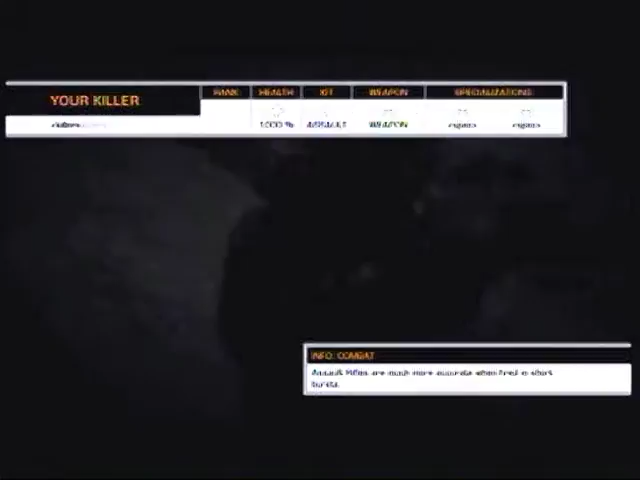 YOUR KILLER
RANK HEALTH KIT WEAPON SPECIALIZATIONS
ASSAULT WEAPON
INFO: COMBAT
Assault Rifles are much more accurate when fired in short
bursts.